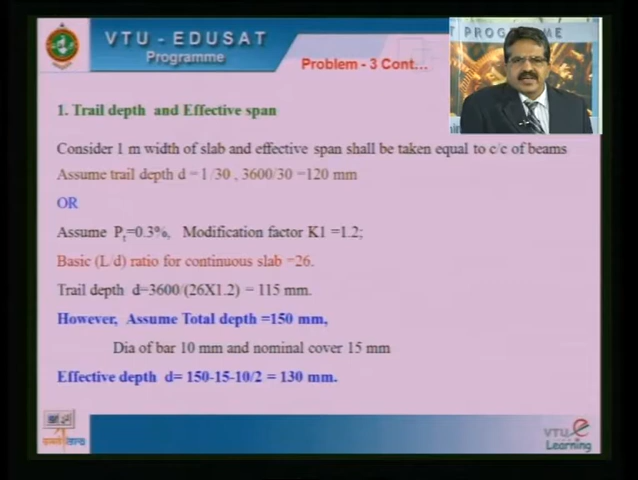 VTU - EDUSAT
Programme
T PROGRAMME
Problem - 3 Cont...
1. Trail depth and Effective span
Consider 1 m width of slab and effective span shall be taken equal to c/c of beams
Assume trail depth d = 1/30 , 3600/30 =120 mm
OR
Assume Pt=0.3%, Modification factor K1 =1.2;
Basic (L/d) ratio for continuous slab =26.
Trail depth d=3600/(26X1.2) = 115 mm.
However, Assume Total depth =150 mm,
Dia of bar 10 mm and nominal cover 15 mm
Effective depth d= 150-15-10/2 = 130 mm.
VTU e
Learning